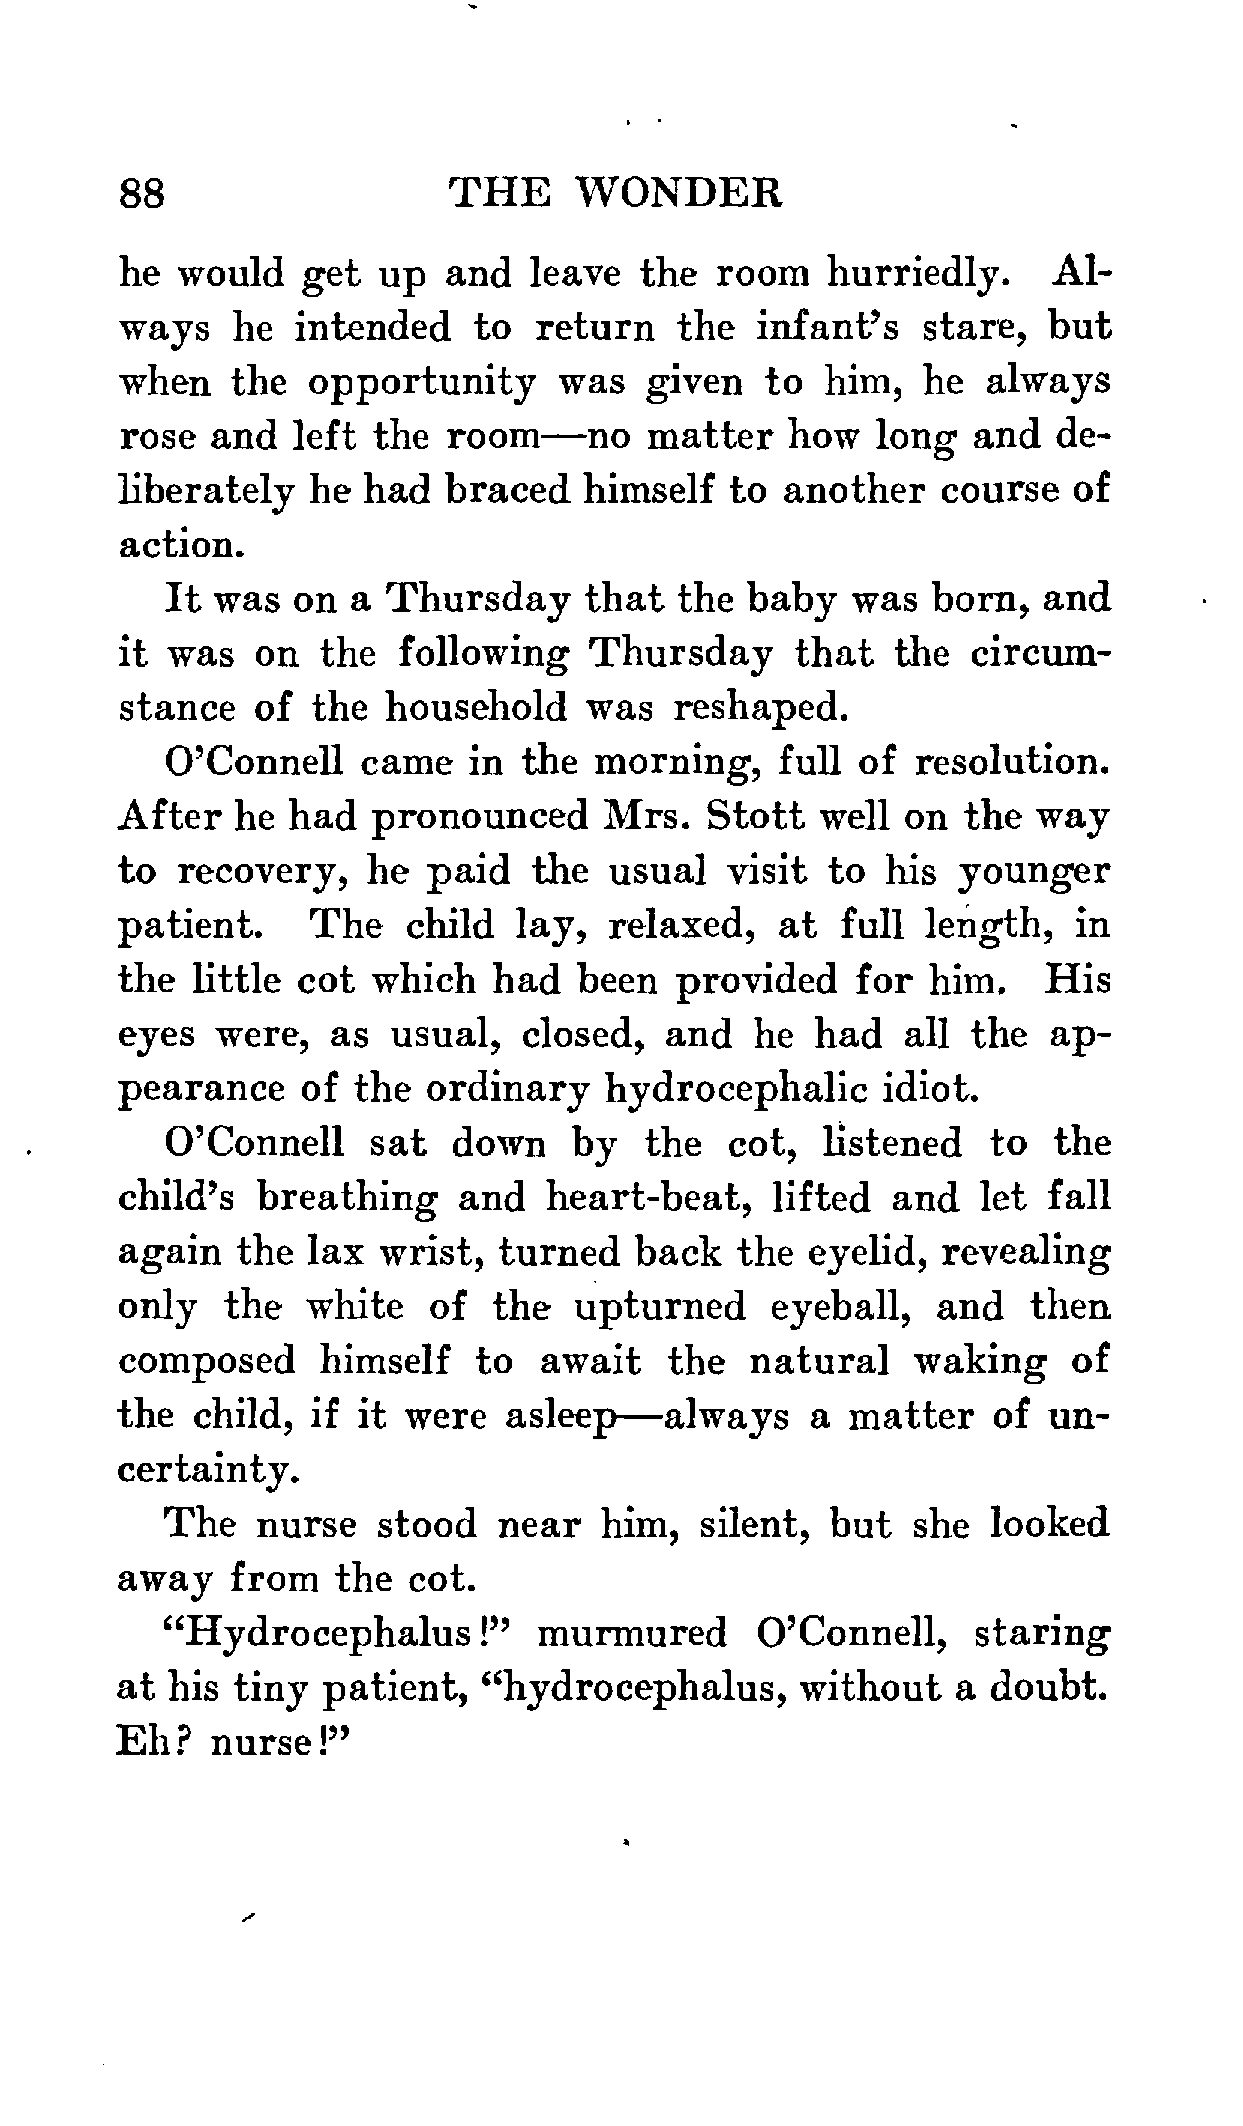 88 THE WONDER
he would get up and leave the room hurriedly. Al-
ways he intended to return the infant's stare, but
when the opportunity was given to him, he always
rose and left the room—no matter how long and de-
liberately he had braced himself to another course of
action.
It was on a Thursday that the baby was born, and
it was on the following Thursday that the circum-
stance of the household was reshaped.
O'Connell came in the morning, full of resolution.
After he had pronounced Mrs. Stott well on the way
to recovery, he paid the usual visit to his younger
patient. The child lay, relaxed, at full length, in
the little cot which had been provided for him. His
eyes were, as usual, closed, and he had all the ap-
pearance of the ordinary hydrocephalic idiot.
O'Connell sat down by the cot, listened to the
child's breathing and heart-beat, lifted and let fall
again the lax wrist, turned back the eyelid, revealing
only the white of the upturned eyeball, and then
composed himself to await the natural waking of
the child, if it were asleep—always a matter of un-
certainty.
The nurse stood near him, silent, but she looked
away from the cot.
"Hydrocephalus!" murmured O'Connell, staring
at his tiny patient, "hydrocephalus, without a doubt.
Eh? nurse!"